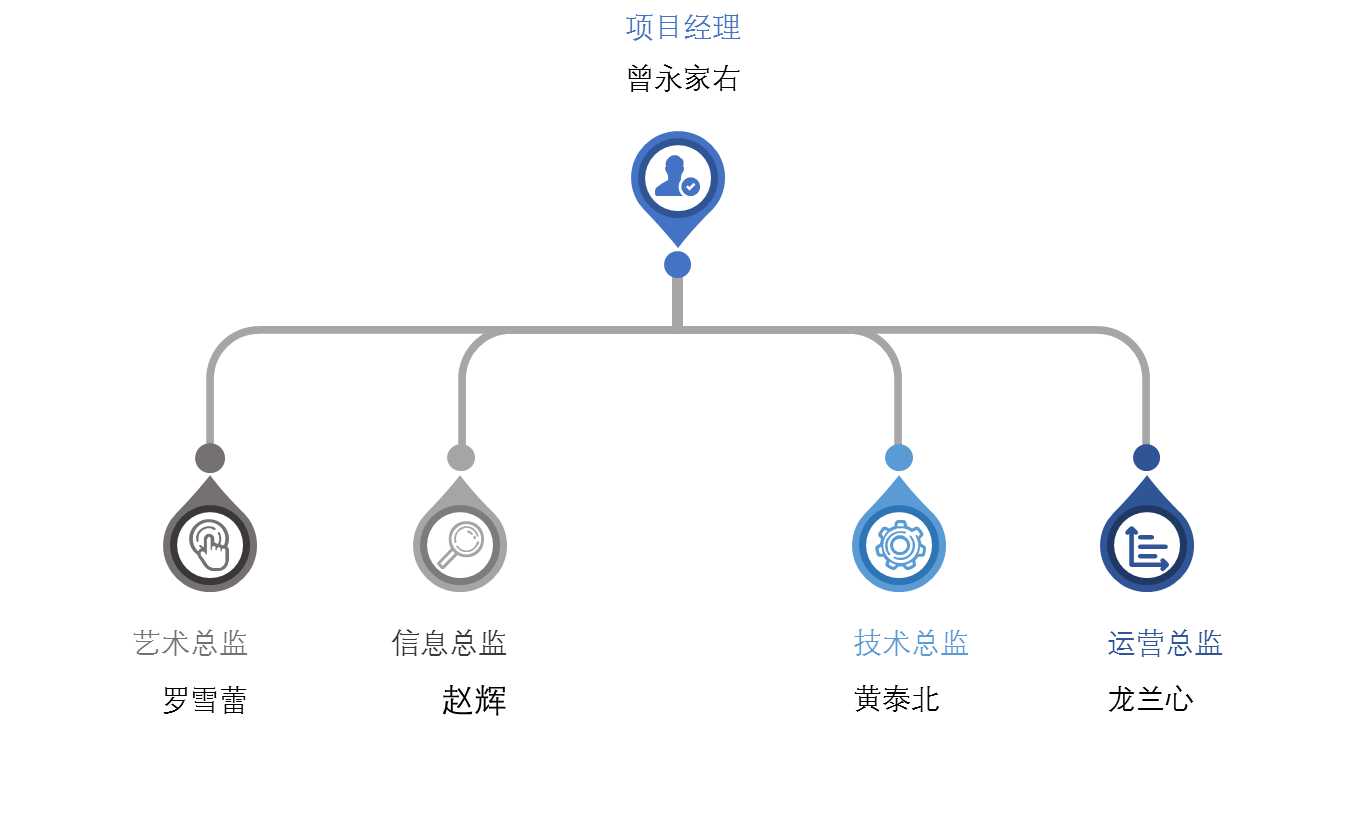 项目经理
曾永家右
艺术总监
罗雪蕾
信息总监
赵辉
技术总监
黄泰北
运营总监
龙兰心